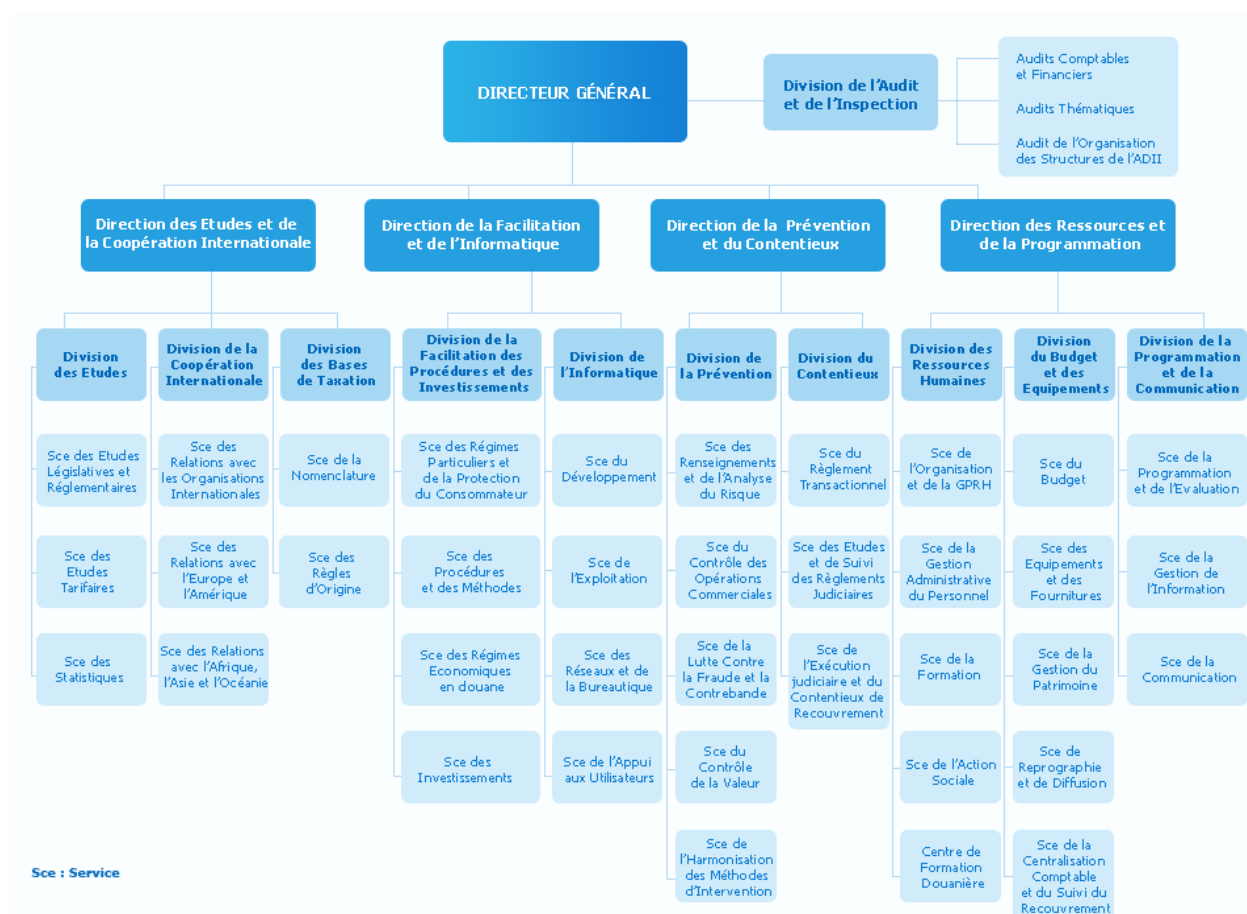 DIRECTEUR GÉNÉRAL
Division de l'Audit
et de l'Inspection
Audits Comptables
et Financiers
Audits Thématiques
Audit de l'Organisation
des Structures de l'ADII
Direction des Etudes et de
la Coopération Internationale
Direction de la Facilitation
et de l'Informatique
Direction de la Prévention
et du Contentieux
Direction des Ressources et
de la Programmation
Division
des Etudes
Division de la
Coopération
Internationale
Division
des Bases
de Taxation
Division de la
Facilitation des
Procédures et des
Investissements
Division de
l'Informatique
Division de
la Prévention
Division du
Contentieux
Division des
Ressources
Humaines
Division
du Budget
et des
Equipements
Division de la
Programmation
et de la
Communication
Sce des Etudes
Législatives et
Réglementaires
Sce des
Relations avec
les Organisations
Internationales
Sce de la
Nomenclature
Sce des Régimes
Particuliers et
de la Protection
du Consommateur
Sce du
Développement
Sce des
Renseignements
et de l'Analyse
du Risque
Sce du
Règlement
Transactionnel
Sce de
l'Organisation
et de la GPRH
Sce du
Budget
Sce de la
Programmation
et de l'Evaluation
Sce des
Etudes
Tarifaires
Sce des
Relations avec
l'Europe et
l'Amérique
Sce des
Règles
d'Origine
Sce des
Procédures
et des Méthodes
Sce de
l'Exploitation
Sce du
Contrôle des
Opérations
Commerciales
Sce des Etudes
et de Suivi
des Règlements
Judiciaires
Sce de la
Gestion
Administrative
du Personnel
Sce des
Equipements
et des
Fournitures
Sce de la
Gestion de
l'Information
Sce des
Statistiques
Sce des Relations
avec l'Afrique,
l'Asie et l'Océanie
Sce des Régimes
Economiques
en douane
Sce des
Réseaux et de
la Bureautique
Sce de la
Lutte Contre
la Fraude et la
Contrebande
Sce de
l'Exécution
judiciaire et du
Contentieux de
Recouvrement
Sce de la
Formation
Sce de la
Gestion du
Patrimoine
Sce de la
Communication
Sce des
Investissements
Sce de l'Appui
aux Utilisateurs
Sce du
Contrôle
de la Valeur
Sce de l'Action
Sociale
Sce de
Reprographie
et de Diffusion
Sce de
l'Harmonisation
des Méthodes
d'Intervention
Centre de
Formation
Douanière
Sce de la
Centralisation
Comptable
et du Suivi du
Recouvrement
Sce : Service